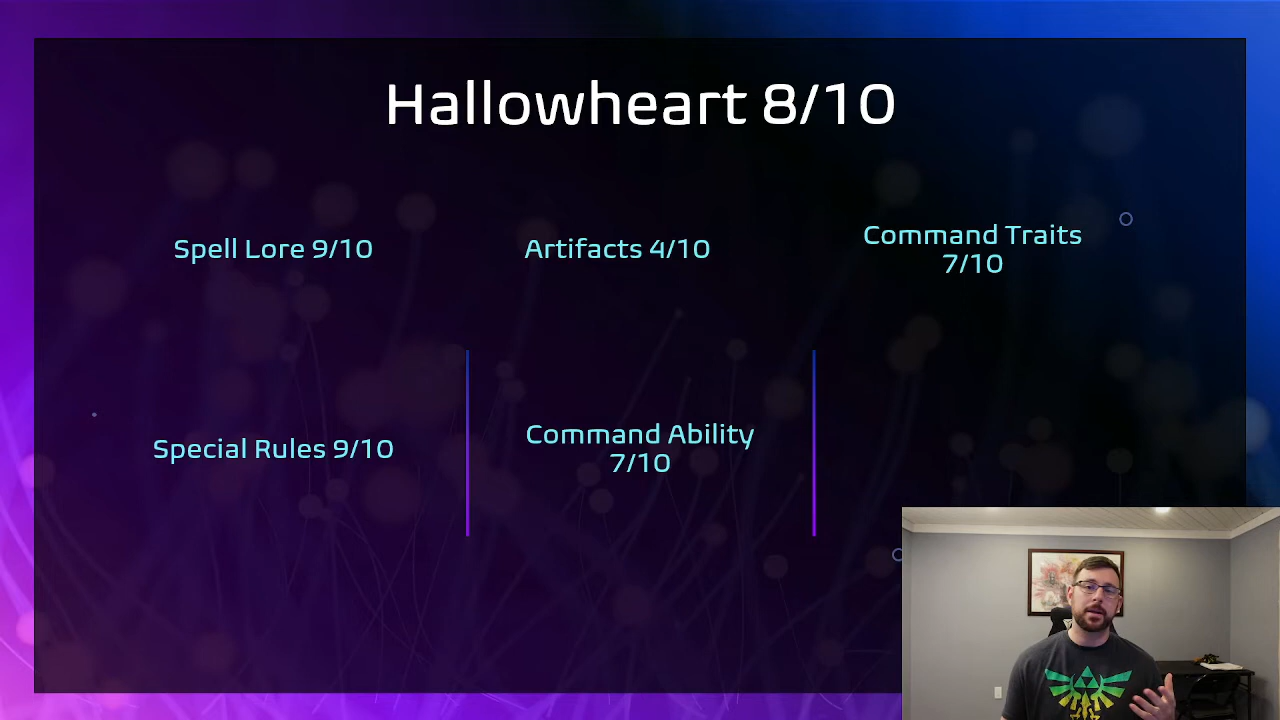 Hallowheart 8/10
Spell Lore 9/10
Artifacts 4/10
Command Traits
7/10
Special Rules 9/10
Command Ability
7/10